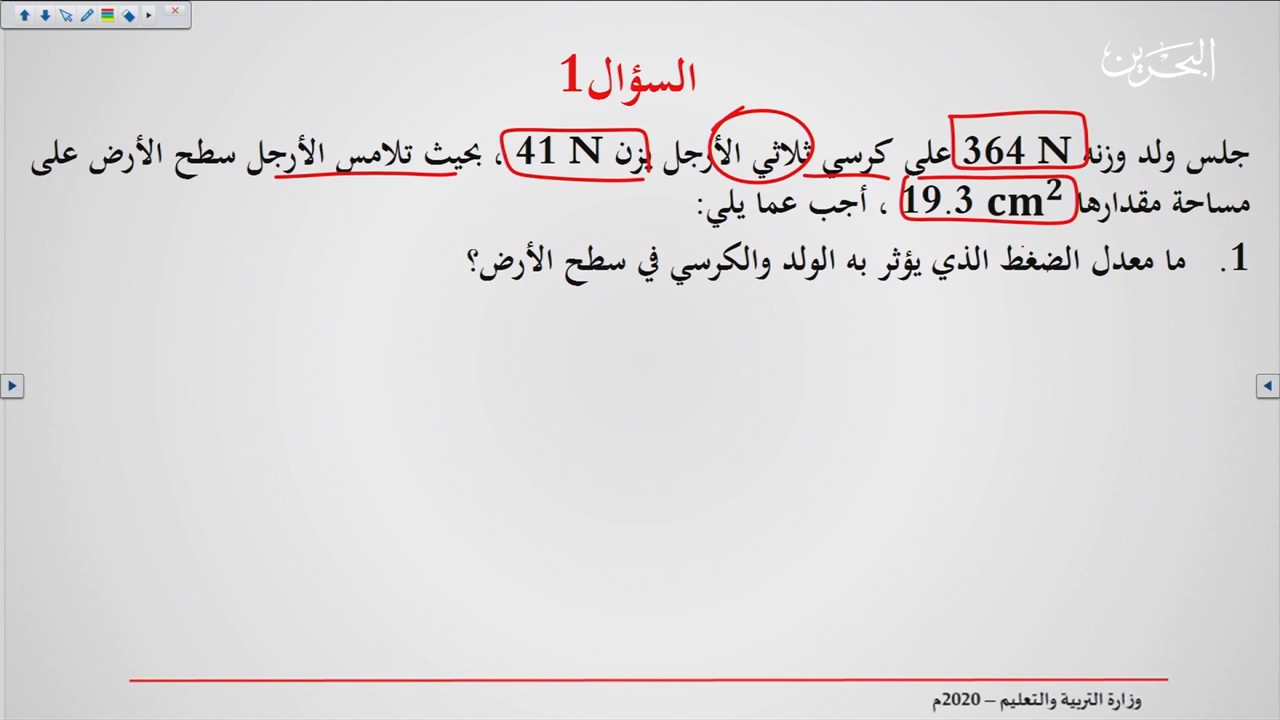 البحرين
السؤال 1
جلس ولد وزنه 364 N على كرسي ثلاثي الأرجل يزن 41 N ، بحيث تلامس الأرجل سطح الأرض على
مساحة مقدارها 19.3 cm² ، أجب عما يلي:
1. ما معدل الضغط الذي يؤثر به الولد والكرسي في سطح الأرض؟
وزارة التربية والتعليم – 2020م